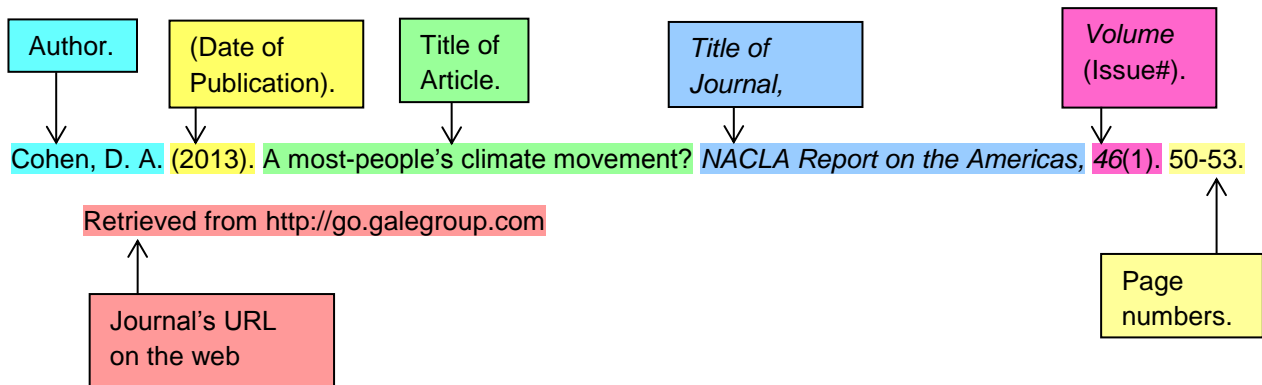 Author.
(Date of
Publication).
Title of
Article.
Title of
Journal,
Volume
(Issue#).
Cohen, D. A. (2013). A most-people’s climate movement? NACLA Report on the Americas, 46(1). 50-53.
Retrieved from http://go.galegroup.com
Journal’s URL
on the web
Page
numbers.